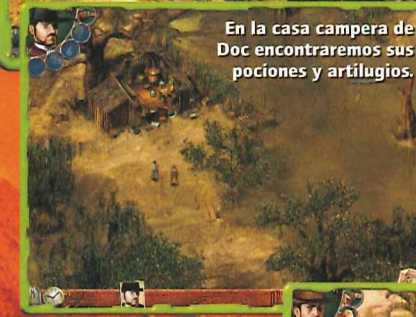 En la casa campera de
Doc encontraremos sus
pociones y artilugios.